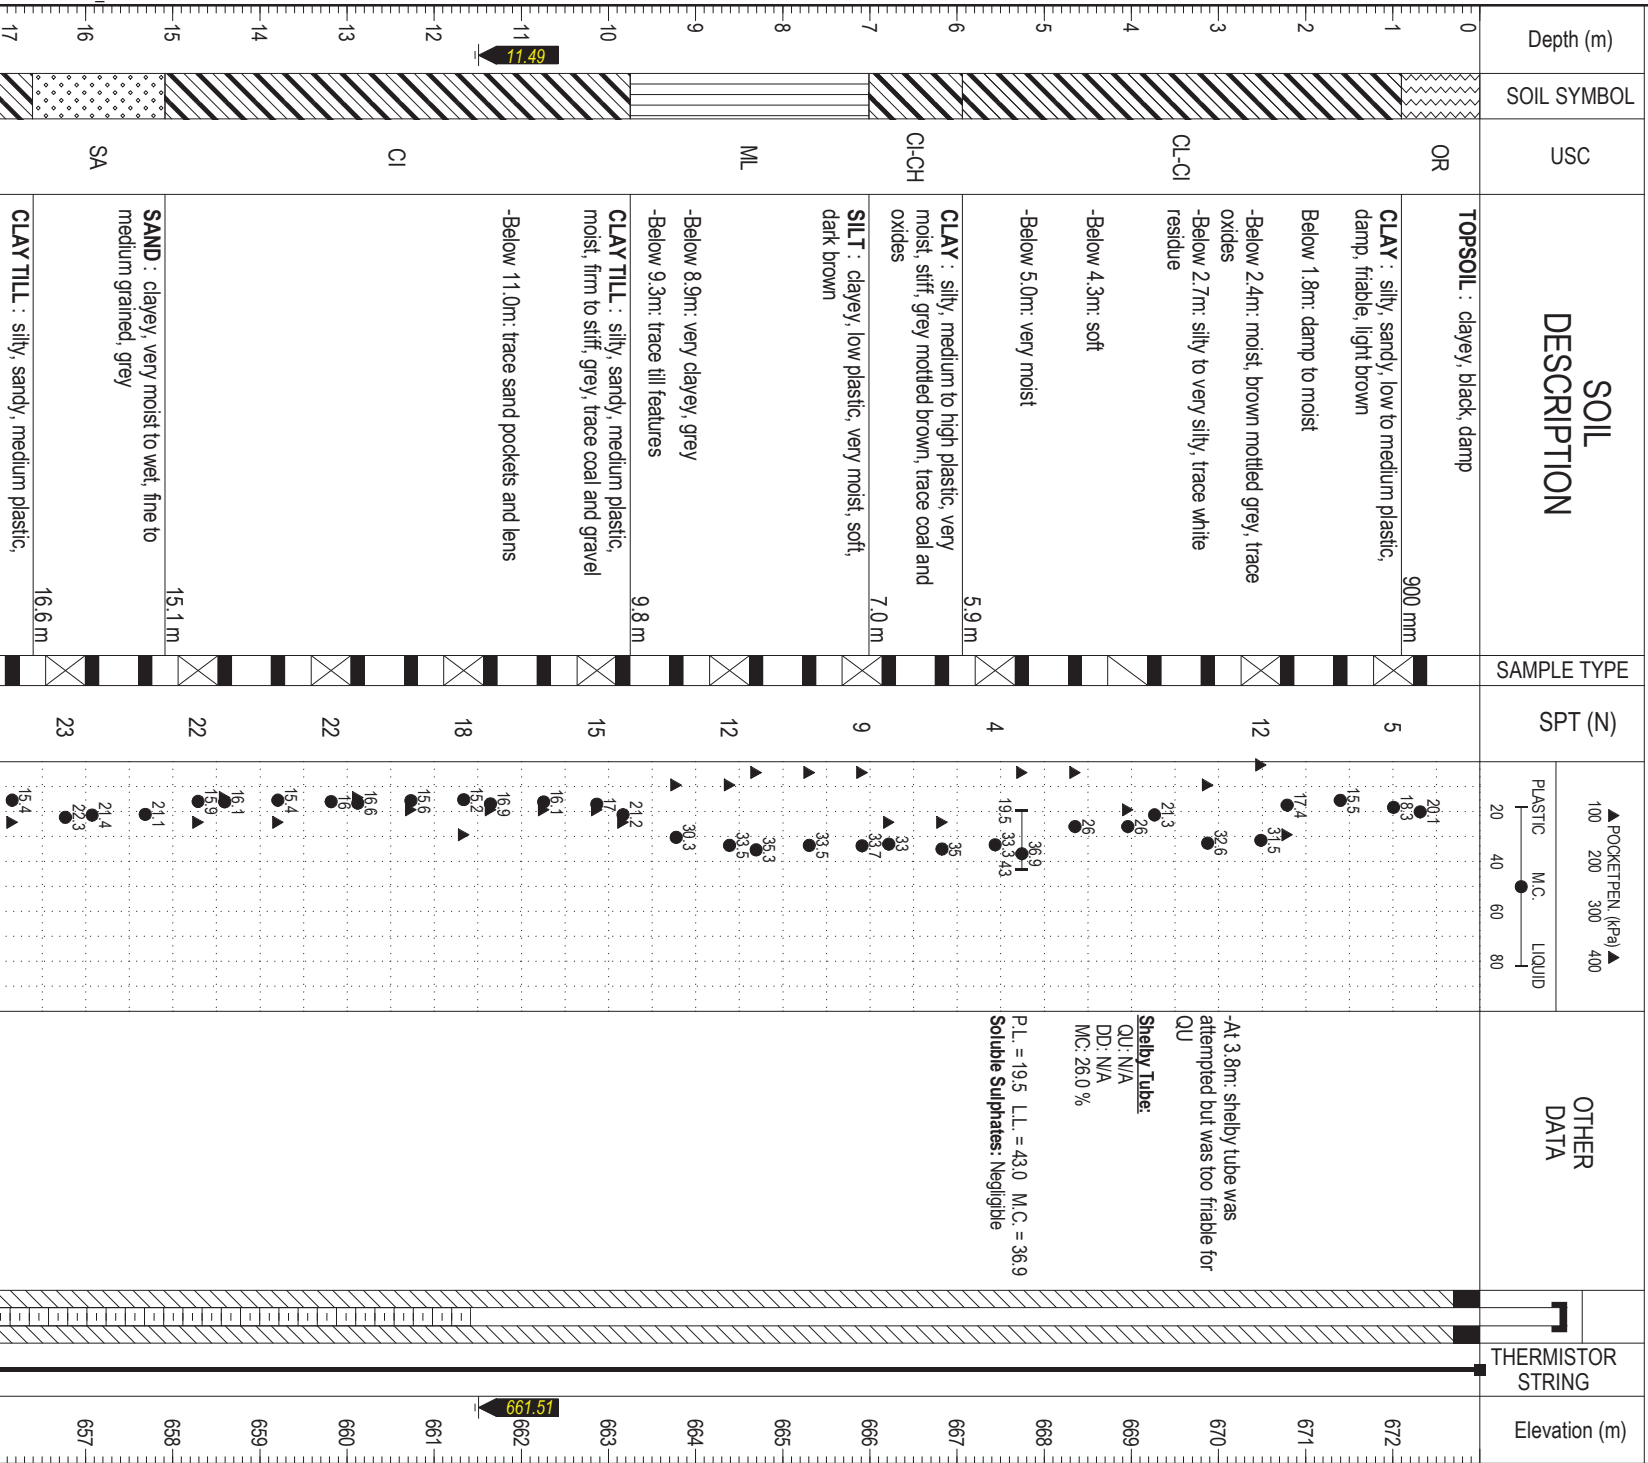 Depth (m)
SOIL SYMBOL
USC
SOIL
DESCRIPTION
SAMPLE TYPE
SPT (N)
100 ▲ POCKETPEN. (kPa) ▲
200 300 400
PLASTIC M.C. LIQUID
20 40 60 80
OTHER
DATA
THERMISTOR
STRING
Elevation (m)
0
1
2
3
4
5
6
7
8
9
10
11
12
13
14
15
16
17
11.49
OR
CL-CI
CI-CH
ML
CI
SA
TOPSOIL : clayey, black, damp
900 mm
CLAY : silty, sandy, low to medium plastic,
damp, friable, light brown
Below 1.8m: damp to moist
-Below 2.4m: moist, brown mottled grey, trace
oxides
-Below 2.7m: silty to very silty, trace white
residue
-Below 4.3m: soft
-Below 5.0m: very moist
5.9 m
CLAY : silty, medium to high plastic, very
moist, stiff, grey mottled brown, trace coal and
oxides
7.0 m
SILT : clayey, low plastic, very moist, soft,
dark brown
-Below 8.9m: very clayey, grey
-Below 9.3m: trace till features
9.8 m
CLAY TILL : silty, sandy, medium plastic,
moist, firm to stiff, grey, trace coal and gravel
-Below 11.0m: trace sand pockets and lens
15.1 m
SAND : clayey, very moist to wet, fine to
medium grained, grey
16.6 m
CLAY TILL : silty, sandy, medium plastic,
5
12
4
9
12
15
18
22
22
23
20.1
18.3
15.5
17.4
31.5
32.6
21.3
26
26
36.9
19.5 33.3 43
35
33
33.7
33.5
35.3
33.5
30.3
21.2
17
16.1
16.9
15.2
15.6
16.6
16
15.4
16.1
15.9
21.1
21.4
22.3
15.4
-At 3.8m: shelby tube was
attempted but was too friable for
QU
Shelby Tube:
QU: N/A
DD: N/A
MC: 26.0 %
P.L. = 19.5 L.L. = 43.0 M.C. = 36.9
Soluble Sulphates: Negligible
672
671
670
669
668
667
666
665
664
663
662
661
660
659
658
657
661.51